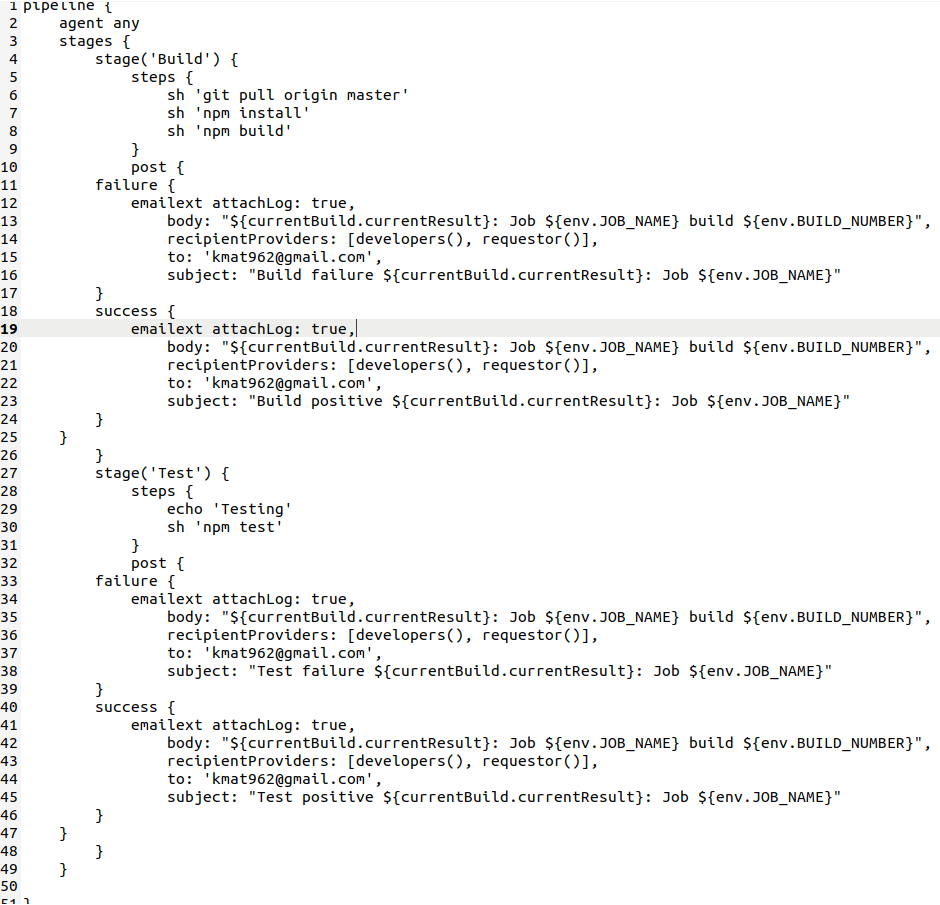 1 pipeline {
2     agent any
3     stages {
4         stage('Build') {
5             steps {
6                 sh 'git pull origin master'
7                 sh 'npm install'
8                 sh 'npm build'
9             }
10             post {
11         failure {
12             emailext attachLog: true,
13                 body: "${currentBuild.currentResult}: Job ${env.JOB_NAME} build ${env.BUILD_NUMBER}",
14                 recipientProviders: [developers(), requestor()],
15                 to: 'kmat962@gmail.com',
16                 subject: "Build failure ${currentBuild.currentResult}: Job ${env.JOB_NAME}"
17         }
18         success {
19             emailext attachLog: true,
20                 body: "${currentBuild.currentResult}: Job ${env.JOB_NAME} build ${env.BUILD_NUMBER}",
21                 recipientProviders: [developers(), requestor()],
22                 to: 'kmat962@gmail.com',
23                 subject: "Build positive ${currentBuild.currentResult}: Job ${env.JOB_NAME}"
24         }
25     }
26         }
27         stage('Test') {
28             steps {
29                 echo 'Testing'
30                 sh 'npm test'
31             }
32             post {
33         failure {
34             emailext attachLog: true,
35                 body: "${currentBuild.currentResult}: Job ${env.JOB_NAME} build ${env.BUILD_NUMBER}",
36                 recipientProviders: [developers(), requestor()],
37                 to: 'kmat962@gmail.com',
38                 subject: "Test failure ${currentBuild.currentResult}: Job ${env.JOB_NAME}"
39         }
40         success {
41             emailext attachLog: true,
42                 body: "${currentBuild.currentResult}: Job ${env.JOB_NAME} build ${env.BUILD_NUMBER}",
43                 recipientProviders: [developers(), requestor()],
44                 to: 'kmat962@gmail.com',
45                 subject: "Test positive ${currentBuild.currentResult}: Job ${env.JOB_NAME}"
46         }
47     }
48         }
49     }
50
51 }